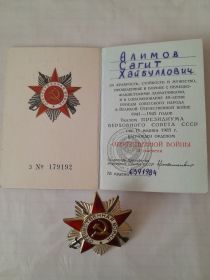 Алимов
Сагит
Хайбуллович
ЗА ХРАБРОСТЬ, СТОЙКОСТЬ И МУЖЕСТВО,
ПРОЯВЛЕННЫЕ В БОРЬБЕ С НЕМЕЦКО-
ФАШИСТСКИМИ ЗАХВАТЧИКАМИ,
И В ОЗНАМЕНОВАНИЕ 40-ЛЕТИЯ
ПОБЕДЫ СОВЕТСКОГО НАРОДА
В ВЕЛИКОЙ ОТЕЧЕСТВЕННОЙ ВОЙНЕ
1941—1945 ГОДОВ
Указом ПРЕЗИДИУМА
ВЕРХОВНОГО СОВЕТА СССР
от 11 марта 1985 г.
НАГРАЖДЕН ОРДЕНОМ
ОТЕЧЕСТВЕННОЙ ВОЙНЫ
степени
Э № 179192
№